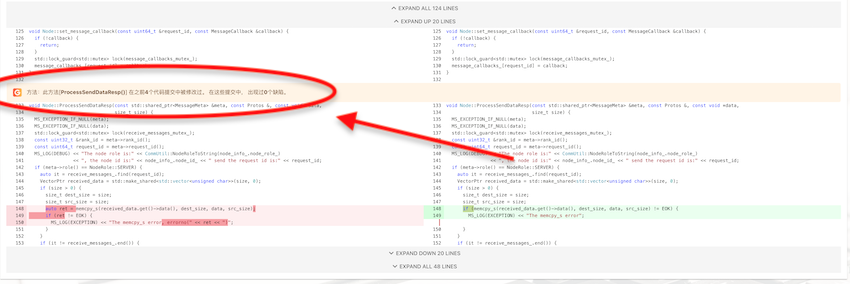 EXPAND ALL 124 LINES
EXPAND UP 20 LINES
125 void Node::set_message_callback(const uint64_t &request_id, const MessageCallback &callback) {
126 if (!callback) {
127 return;
128 }
129 std::lock_guard<std::mutex> lock(message_callbacks_mutex_);
130 message_callbacks_[request_id] = callback;
131 }
132
125 void Node::set_message_callback(const uint64_t &request_id, const MessageCallback &callback) {
126 if (!callback) {
127 return;
128 }
129 std::lock_guard<std::mutex> lock(message_callbacks_mutex_);
130 message_callbacks_[request_id] = callback;
131 }
132
方法: 此方法[ProcessSendDataResp()] 在之前4个代码提交中被修改过。 在这些提交中, 出现过0个缺陷。
133 void Node::ProcessSendDataResp(const std::shared_ptr<MessageMeta> &meta, const Protos &, const void *data,
134 size_t size) {
135 MS_EXCEPTION_IF_NULL(meta);
136 MS_EXCEPTION_IF_NULL(data);
137 std::lock_guard<std::mutex> lock(receive_messages_mutex_);
138 const uint32_t &rank_id = meta->rank_id();
139 const uint64_t request_id = meta->request_id();
140 MS_LOG(DEBUG) << "The node role is:" << CommUtil::NodeRoleToString(node_info_.node_role_)
141 << ", the node id is:" << node_info_.node_id_ << " send the request id is:" << request_id;
142 if (meta->role() == NodeRole::SERVER) {
143 auto it = receive_messages_.find(request_id);
144 VectorPtr received_data = std::make_shared<std::vector<unsigned char>>(size, 0);
145 if (size > 0) {
146 size_t dest_size = size;
147 size_t src_size = size;
148 auto ret = memcpy_s(received_data.get()->data(), dest_size, data, src_size);
149 if (ret != EOK) {
150 MS_LOG(EXCEPTION) << "The memcpy_s error, errorno(" << ret << ")";
151 }
152 }
153 if (it != receive_messages_.end()) {
133 void Node::ProcessSendDataResp(const std::shared_ptr<MessageMeta> &meta, const Protos &, const void *data,
134 size_t size) {
135 MS_EXCEPTION_IF_NULL(meta);
136 MS_EXCEPTION_IF_NULL(data);
137 std::lock_guard<std::mutex> lock(receive_messages_mutex_);
138 const uint32_t &rank_id = meta->rank_id();
139 const uint64_t request_id = meta->request_id();
140 MS_LOG(DEBUG) << "The node role is:" << CommUtil::NodeRoleToString(node_info_.node_role_)
141 << ", the node id is:" << node_info_.node_id_ << " send the request id is:" << request_id;
142 if (meta->role() == NodeRole::SERVER) {
143 auto it = receive_messages_.find(request_id);
144 VectorPtr received_data = std::make_shared<std::vector<unsigned char>>(size, 0);
145 if (size > 0) {
146 size_t dest_size = size;
147 size_t src_size = size;
148 if (memcpy_s(received_data.get()->data(), dest_size, data, src_size) != EOK) {
149 MS_LOG(EXCEPTION) << "The memcpy_s error";
150
151 }
152 }
153 if (it != receive_messages_.end()) {
EXPAND DOWN 20 LINES
EXPAND ALL 48 LINES